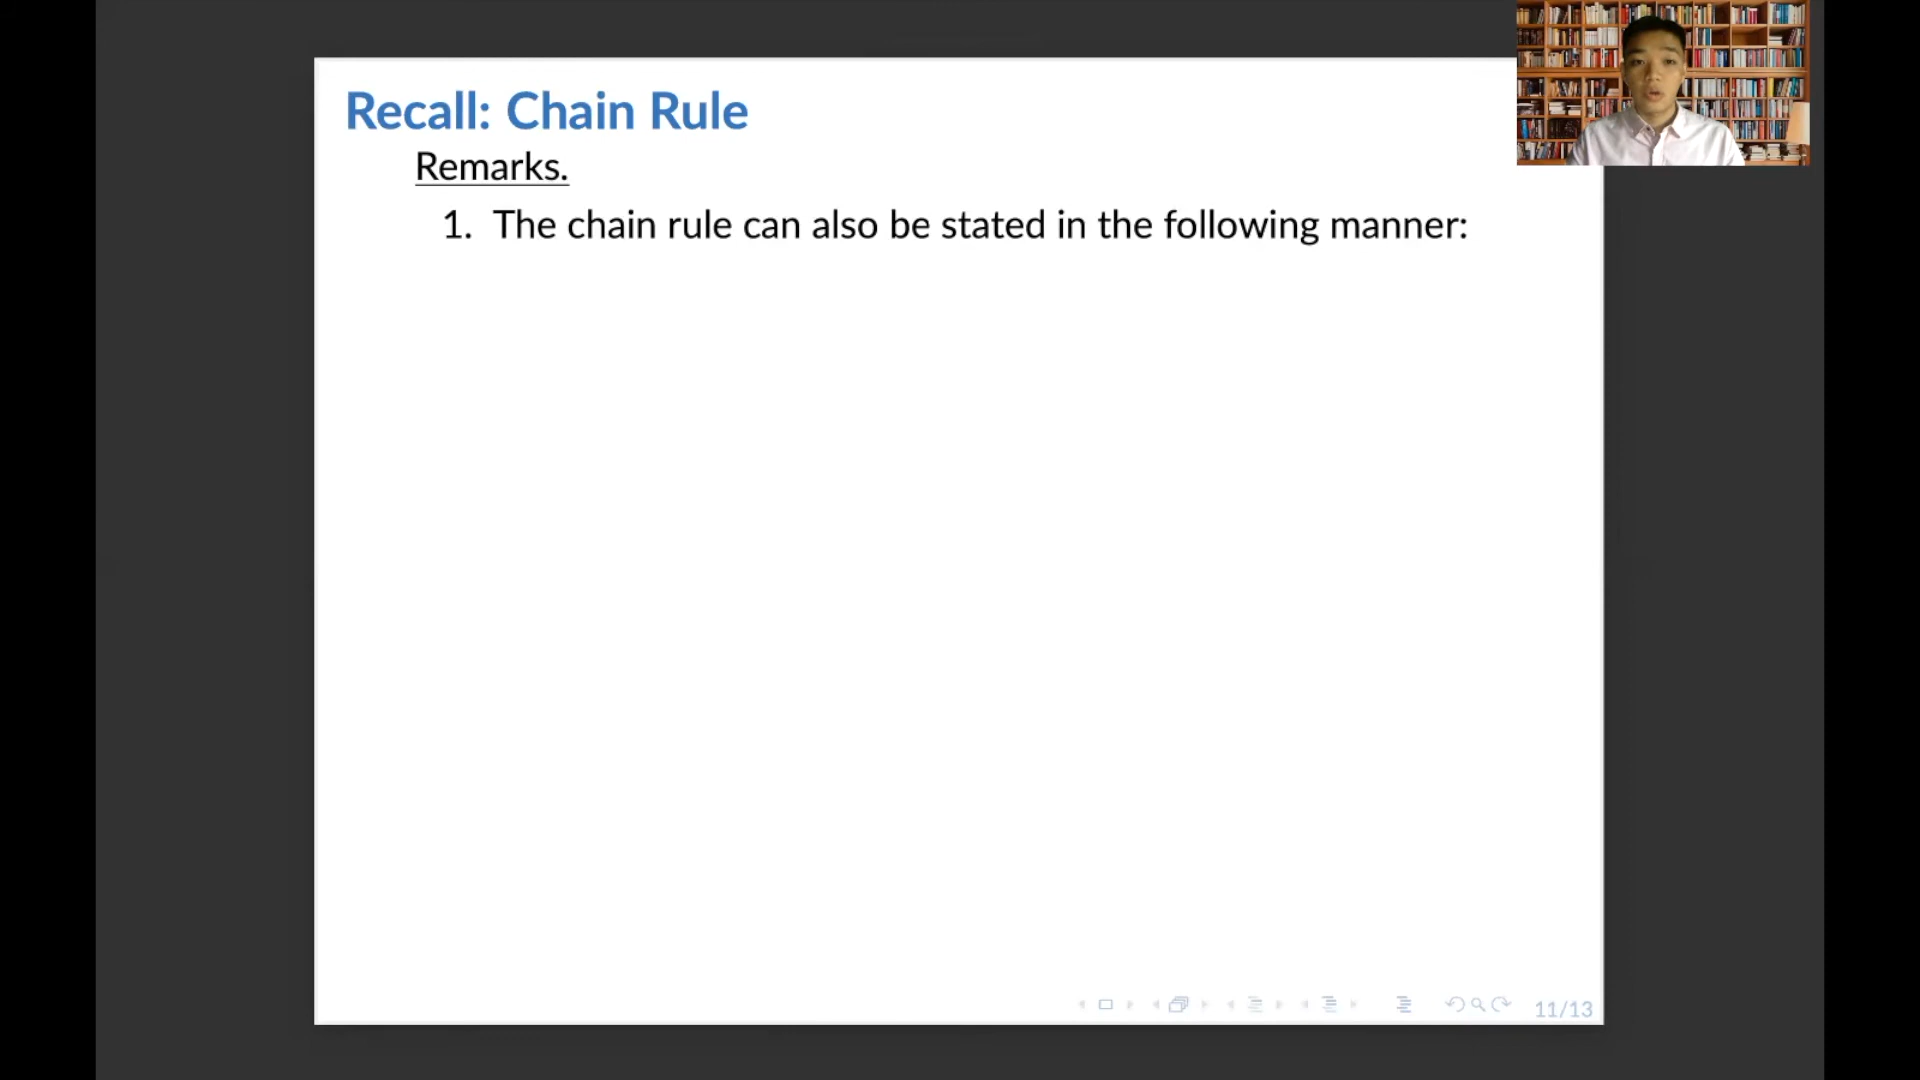 Recall: Chain Rule
Remarks.
1. The chain rule can also be stated in the following manner:
11/13